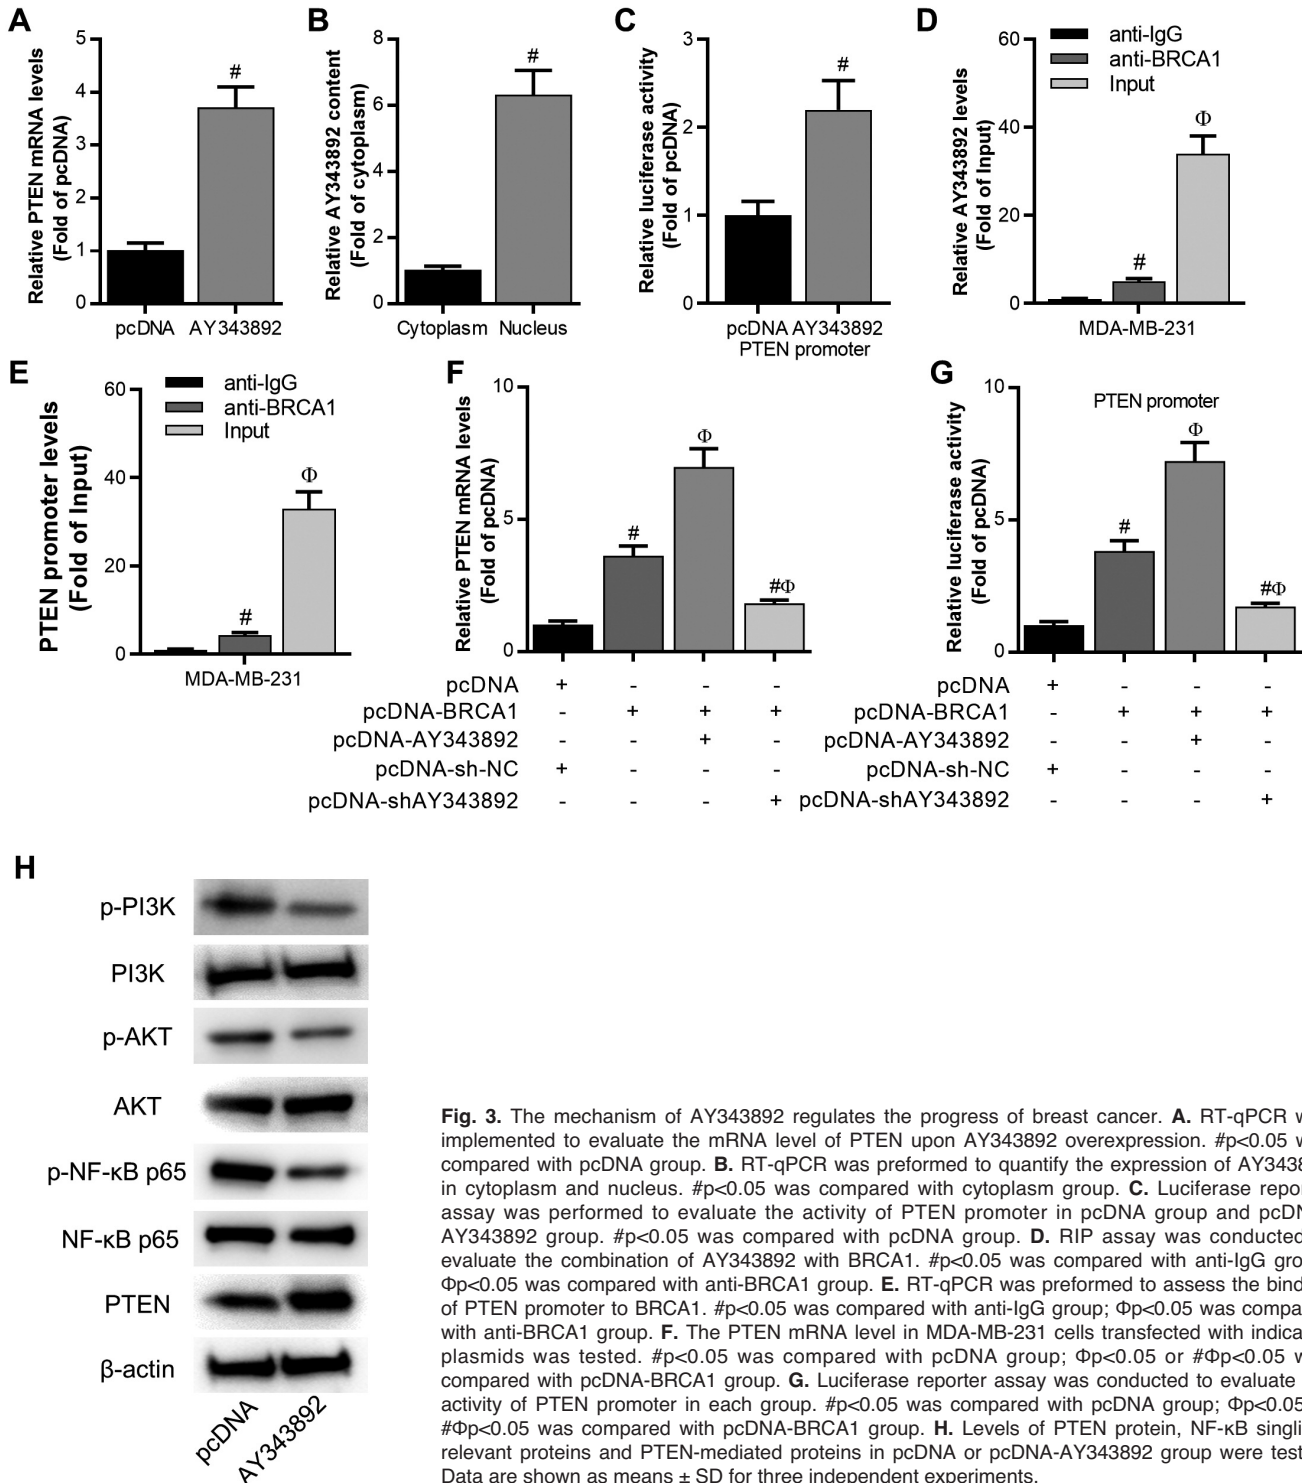 A
Relative PTEN mRNA levels
(Fold of pcDNA)
5
4
3
2
1
0
#
pcDNA AY343892
B
Relative AY343892 content
(Fold of cytoplasm)
8
6
4
2
0
#
Cytoplasm Nucleus
C
Relative luciferase activity
(Fold of pcDNA)
3
2
1
0
#
pcDNA AY343892
PTEN promoter
D
Relative AY343892 levels
(Fold of Input)
60
40
20
0
anti-IgG
anti-BRCA1
Input
#
Φ
MDA-MB-231
E
PTEN promoter levels
(Fold of Input)
60
40
20
0
anti-IgG
anti-BRCA1
Input
#
Φ
MDA-MB-231
F
Relative PTEN mRNA levels
(Fold of pcDNA)
10
5
0
#
Φ
#Φ
pcDNA + - - -
pcDNA-BRCA1 - + + +
pcDNA-AY343892 - - + -
pcDNA-sh-NC + - - -
pcDNA-shAY343892 - - - +
G
Relative luciferase activity
(Fold of pcDNA)
10
5
0
PTEN promoter
#
Φ
#Φ
pcDNA + - - -
pcDNA-BRCA1 - + + +
pcDNA-AY343892 - - + -
pcDNA-sh-NC + - - -
pcDNA-shAY343892 - - - +
H
p-PI3K
PI3K
p-AKT
AKT
p-NF-κB p65
NF-κB p65
PTEN
β-actin
pcDNA
AY343892
Fig. 3. The mechanism of AY343892 regulates the progress of breast cancer. A. RT-qPCR
implemented to evaluate the mRNA level of PTEN upon AY343892 overexpression. #p<0.05
compared with pcDNA group. B. RT-qPCR was preformed to quantify the expression of
in cytoplasm and nucleus. #p<0.05 was compared with cytoplasm group. C. Luciferase
assay was performed to evaluate the activity of PTEN promoter in pcDNA group and
AY343892 group. #p<0.05 was compared with pcDNA group. D. RIP assay was conducted
evaluate the combination of AY343892 with BRCA1. #p<0.05 was compared with anti-IgG
Φp<0.05 was compared with anti-BRCA1 group. E. RT-qPCR was preformed to assess the
of PTEN promoter to BRCA1. #p<0.05 was compared with anti-IgG group; Φp<0.05 was
with anti-BRCA1 group. F. The PTEN mRNA level in MDA-MB-231 cells transfected with
plasmids was tested. #p<0.05 was compared with pcDNA group; Φp<0.05 or #Φp<0.05
compared with pcDNA-BRCA1 group. G. Luciferase reporter assay was conducted to evaluate
activity of PTEN promoter in each group. #p<0.05 was compared with pcDNA group; Φp<0.05
#Φp<0.05 was compared with pcDNA-BRCA1 group. H. Levels of PTEN protein, NF-κB
relevant proteins and PTEN-mediated proteins in pcDNA or pcDNA-AY343892 group were
Data are shown as means ± SD for three independent experiments.